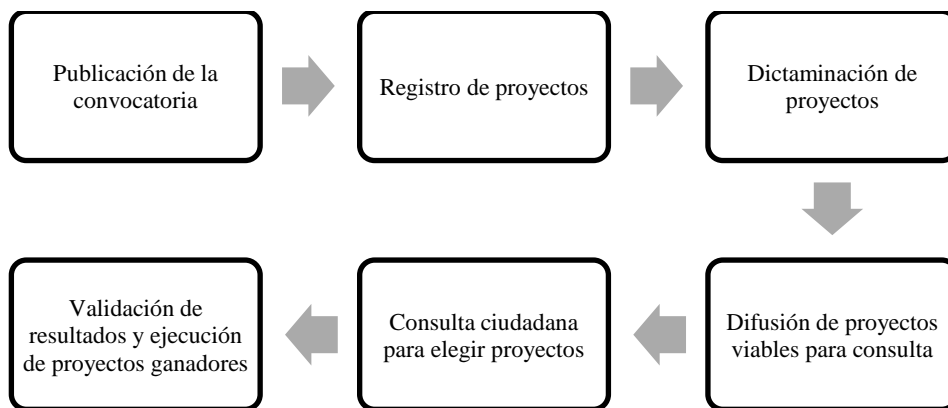 Publicación de la
convocatoria
Registro de proyectos
Dictaminación de
proyectos
Difusión de proyectos
viables para consulta
Consulta ciudadana
para elegir proyectos
Validación de
resultados y ejecución
de proyectos ganadores